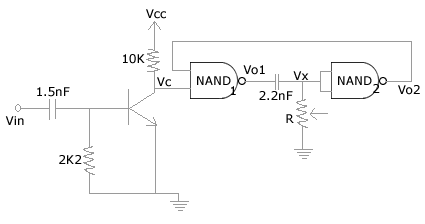 Vcc
10K
1.5nF
Vc
NAND
1
Vo1
Vx
2.2nF
NAND
2
Vo2
Vin
R
2K2